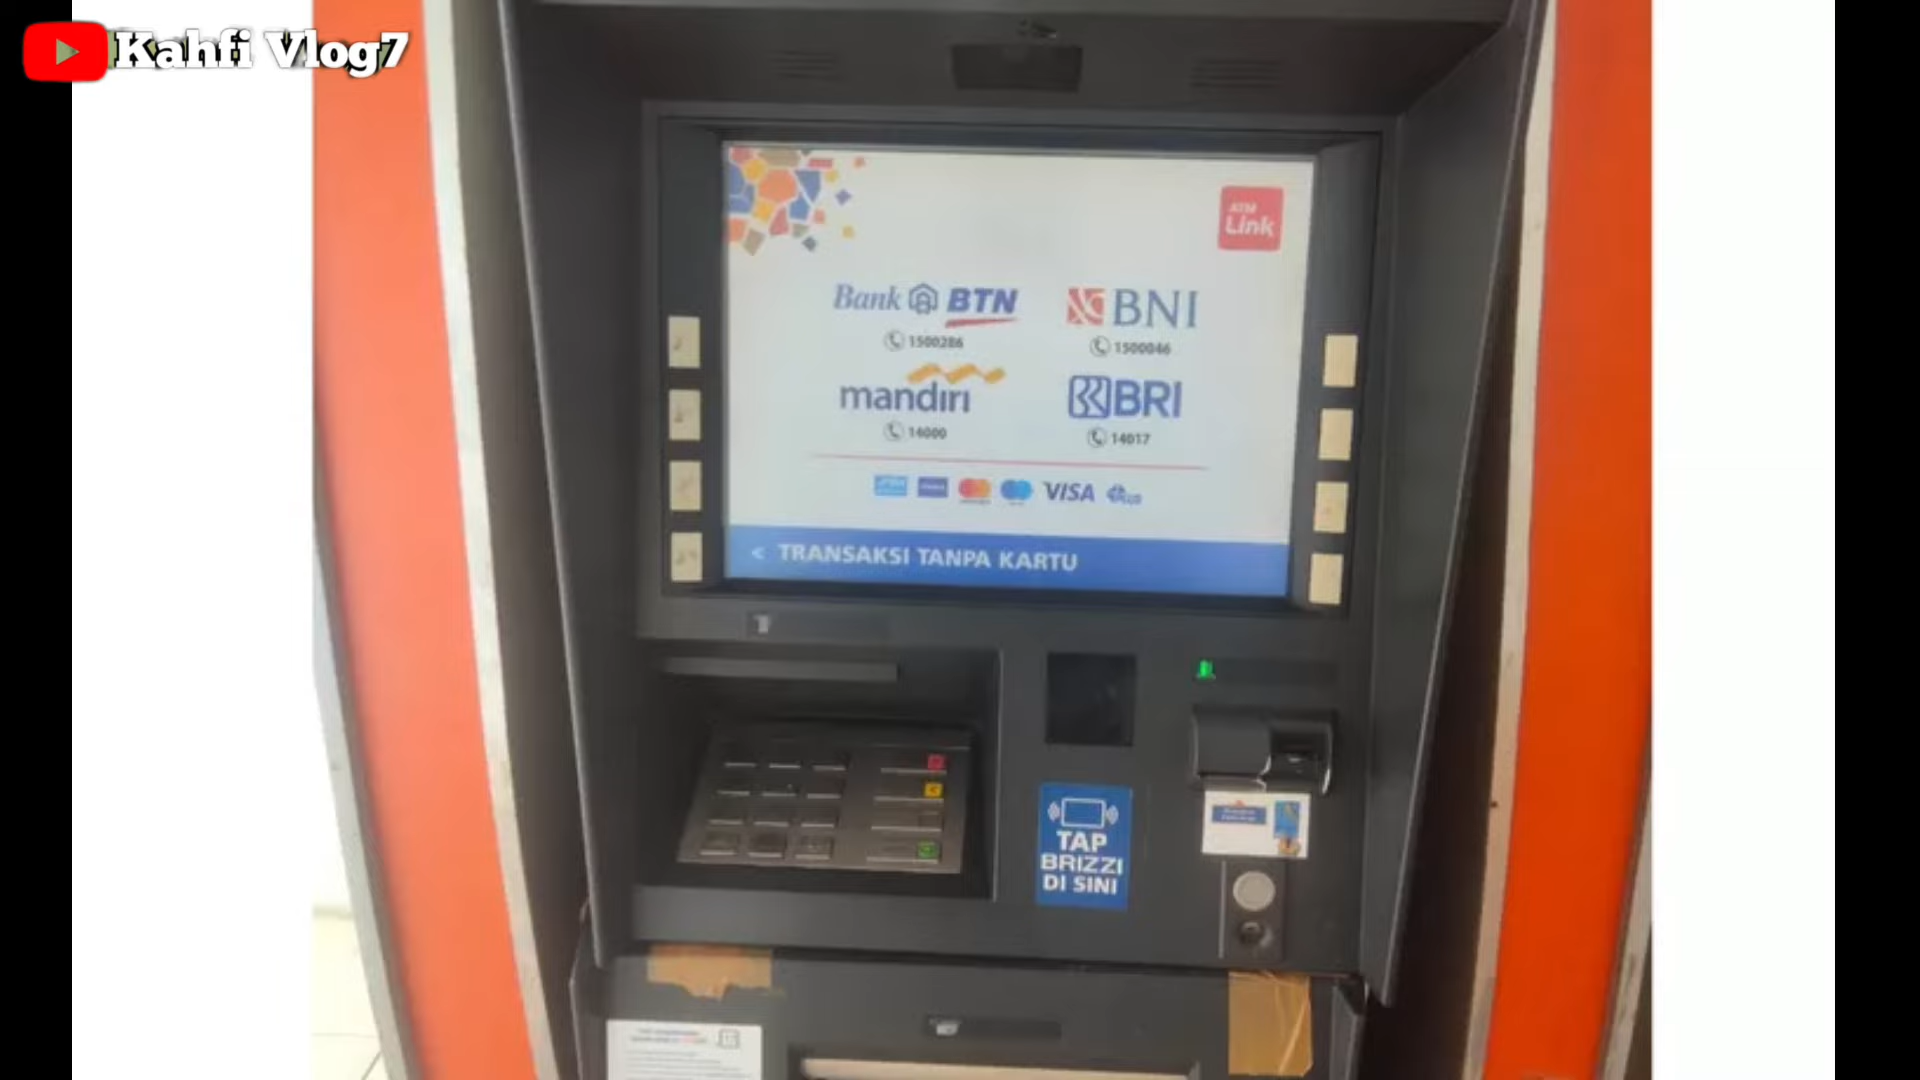 Kahfi Vlog7
ATM
Link
Bank BTN
1500286
BNI
1500046
mandiri
14000
BRI
14017
VISA
PLUS
< TRANSAKSI TANPA KARTU
TAP
BRIZZI
DI SINI